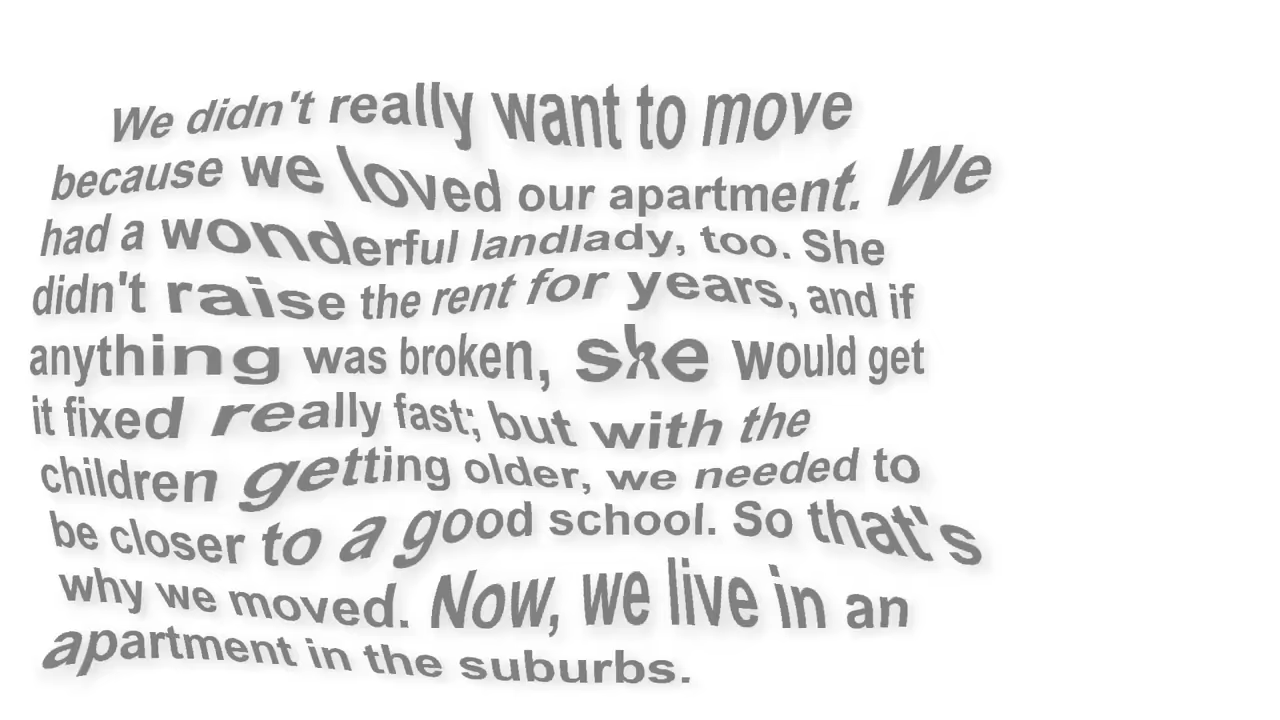 We didn't really want to move
because we loved our apartment. We
had a wonderful landlady, too. She
didn't raise the rent for years, and if
anything was broken, she would get
it fixed really fast; but with the
children getting older, we needed to
be closer to a good school. So that's
why we moved. Now, we live in an
apartment in the suburbs.